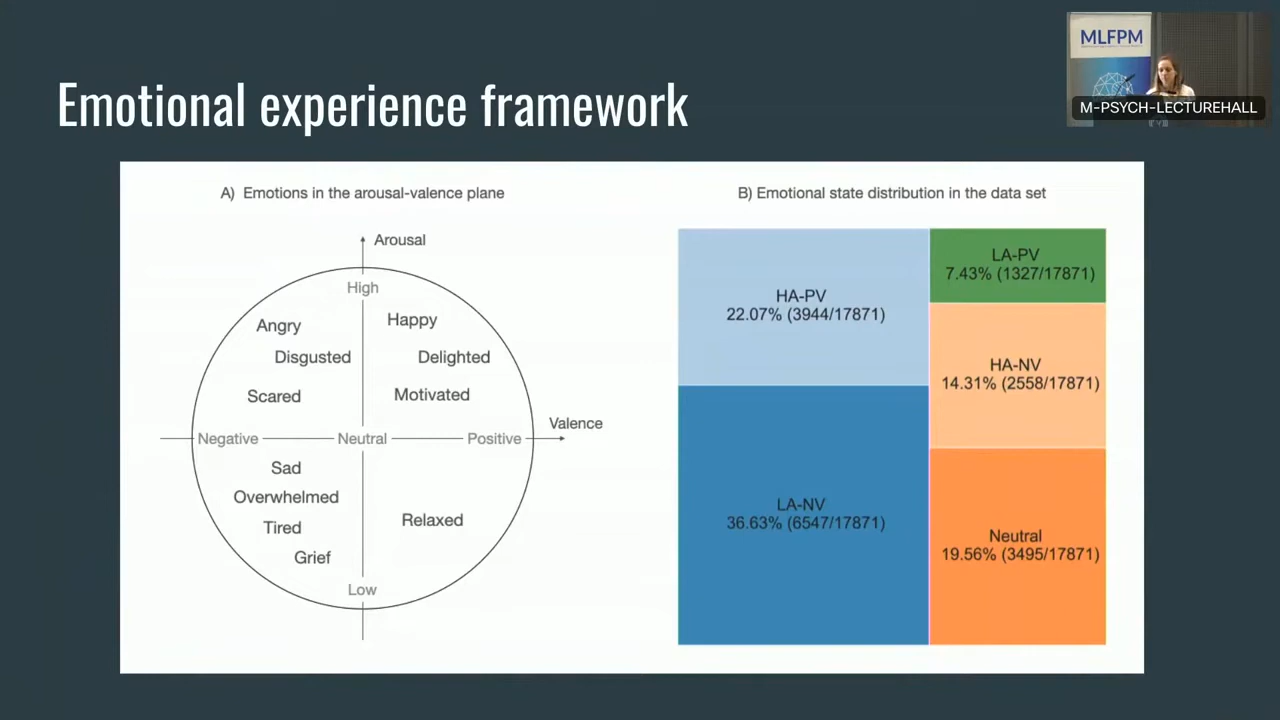 Emotional experience framework
MLFPM
M-PSYCH-LECTUREHALL
A) Emotions in the arousal-valence plane
Arousal
High
Angry
Happy
Disgusted
Delighted
Scared
Motivated
Valence
Negative
Neutral
Positive
Sad
Overwhelmed
Tired
Relaxed
Grief
Low
B) Emotional state distribution in the data set
HA-PV
22.07% (3944/17871)
LA-PV
7.43% (1327/17871)
HA-NV
14.31% (2558/17871)
LA-NV
36.63% (6547/17871)
Neutral
19.56% (3495/17871)